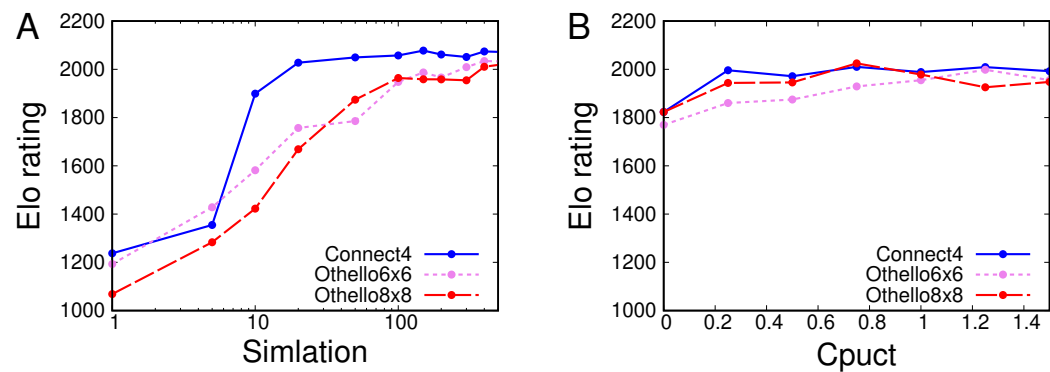 A
2200
2000
1800
1600
1400
1200
1000
Elo rating
Connect4
Othello6x6
Othello8x8
1 10 100
Simlation
B
2200
2000
1800
1600
1400
1200
1000
Elo rating
Connect4
Othello6x6
Othello8x8
0 0.2 0.4 0.6 0.8 1 1.2 1.4
Cpuct